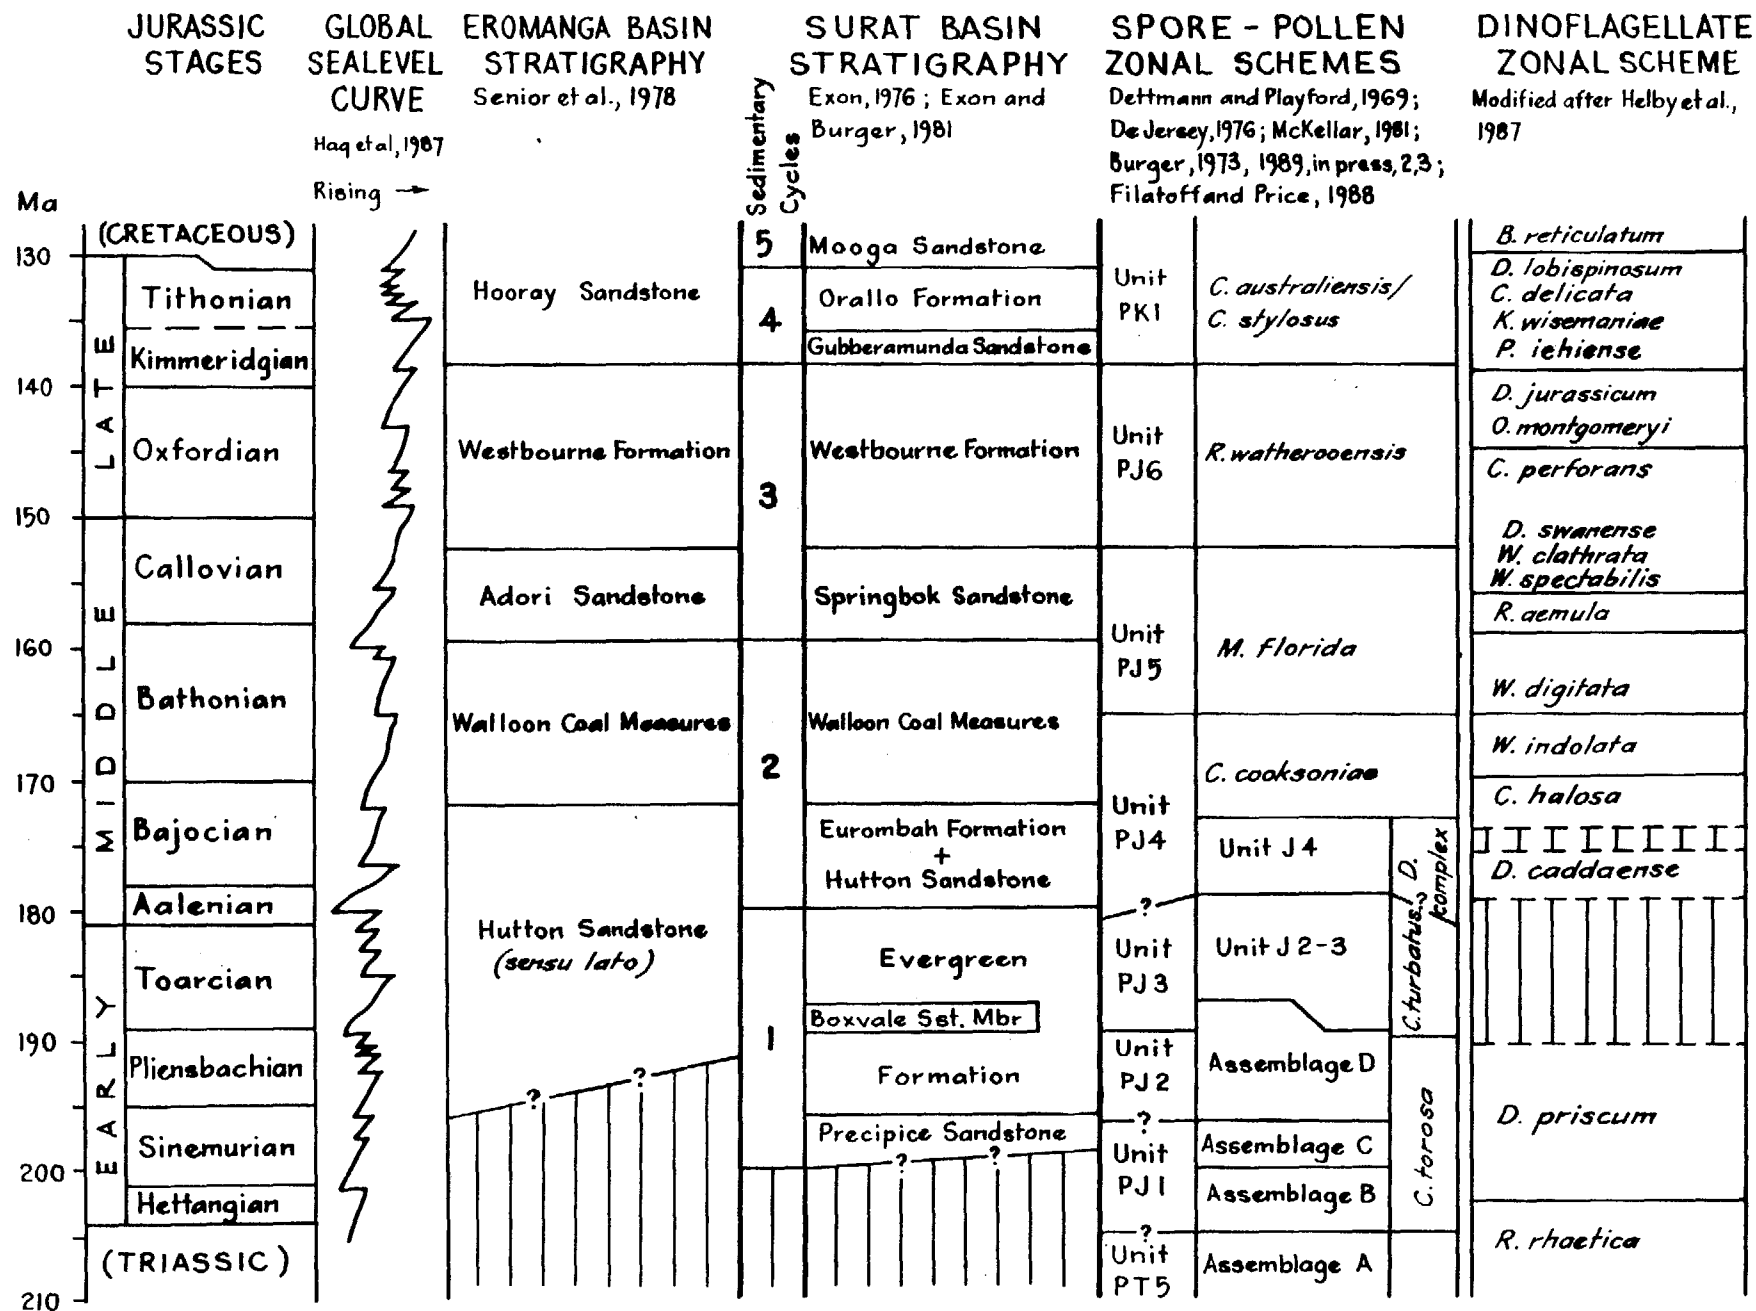 JURASSIC
STAGES
GLOBAL
SEALEVEL
CURVE
Haq et al, 1987
Rising →
EROMANGA BASIN
STRATIGRAPHY
Senior et al., 1978
Sedimentary
Cycles
SURAT BASIN
STRATIGRAPHY
Exon, 1976 ; Exon and
Burger, 1981
SPORE - POLLEN
ZONAL SCHEMES
Dettmann and Playford, 1969 ;
De Jersey, 1976 ; McKellar, 1981 ;
Burger, 1973, 1989, in press, 2,3 ;
Filatoff and Price, 1988
DINOFLAGELLATE
ZONAL SCHEME
Modified after Helby et al.,
1987
Ma
130
140
150
160
170
180
190
200
210
LATE
MIDDLE
EARLY
(CRETACEOUS)
Tithonian
Kimmeridgian
Oxfordian
Callovian
Bathonian
Bajocian
Aalenian
Toarcian
Pliensbachian
Sinemurian
Hettangian
(TRIASSIC)
Hooray Sandstone
Westbourne Formation
Adori Sandstone
Walloon Coal Measures
Hutton Sandstone
(sensu lato)
?
?
5
4
3
2
1
Mooga Sandstone
Orallo Formation
Gubberamunda Sandstone
Westbourne Formation
Springbok Sandstone
Walloon Coal Measures
Eurombah Formation
+
Hutton Sandstone
Evergreen
Boxvale Sst. Mbr
Formation
Precipice Sandstone
?
?
Unit
PK1
Unit
PJ6
Unit
PJ5
Unit
PJ4
?
Unit
PJ3
Unit
PJ2
?
Unit
PJ1
?
Unit
PT5
C. australiensis/
C. stylosus
R. watherooensis
M. florida
C. cooksoniae
Unit J4
Unit J2-3
Assemblage D
Assemblage C
Assemblage B
Assemblage A
C. turbatus., D.
complex
C. torosa
B. reticulatum
D. lobispinosum
C. delicata
K. wisemaniae
P. iehiense
D. jurassicum
O. montgomeryi
C. perforans
D. swanense
W. clathrata
W. spectabilis
R. aemula
W. digitata
W. indolata
C. halosa
D. caddaense
D. priscum
R. rhaetica